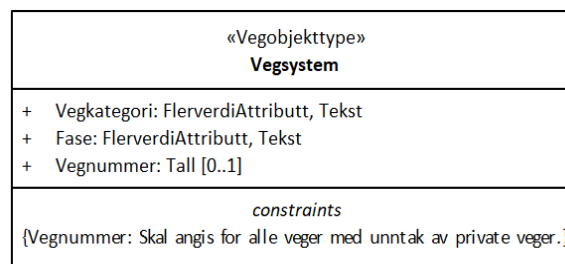 «Vegobjekttype»
Vegsystem
+ Vegkategori: FlerverdiAttributt, Tekst
+ Fase: FlerverdiAttributt, Tekst
+ Vegnummer: Tall [0..1]
constraints
{Vegnummer: Skal angis for alle veger med unntak av private veger.}